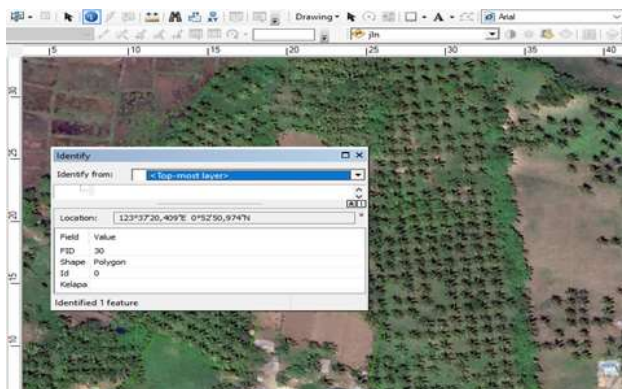 Drawing
A
Arial
jln
15 |10 |15 |20 |25 |30 |35 |40
30
25
20
15
10
Identify
Identify from: <Top-most layer>
Location: 123°37'20,409"E 0°52'50,974"N
Field Value
FID 30
Shape Polygon
Id 0
Kelapa
Identified 1 feature